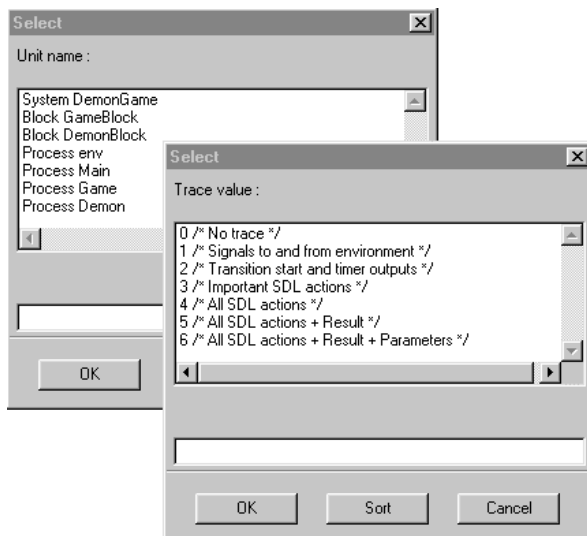 Select
Unit name :
System DemonGame
Block GameBlock
Block DemonBlock
Process env
Process Main
Process Game
Process Demon
OK
Select
Trace value :
0 /* No trace */
1 /* Signals to and from environment */
2 /* Transition start and timer outputs */
3 /* Important SDL actions */
4 /* All SDL actions */
5 /* All SDL actions + Result */
6 /* All SDL actions + Result + Parameters */
OK Sort Cancel